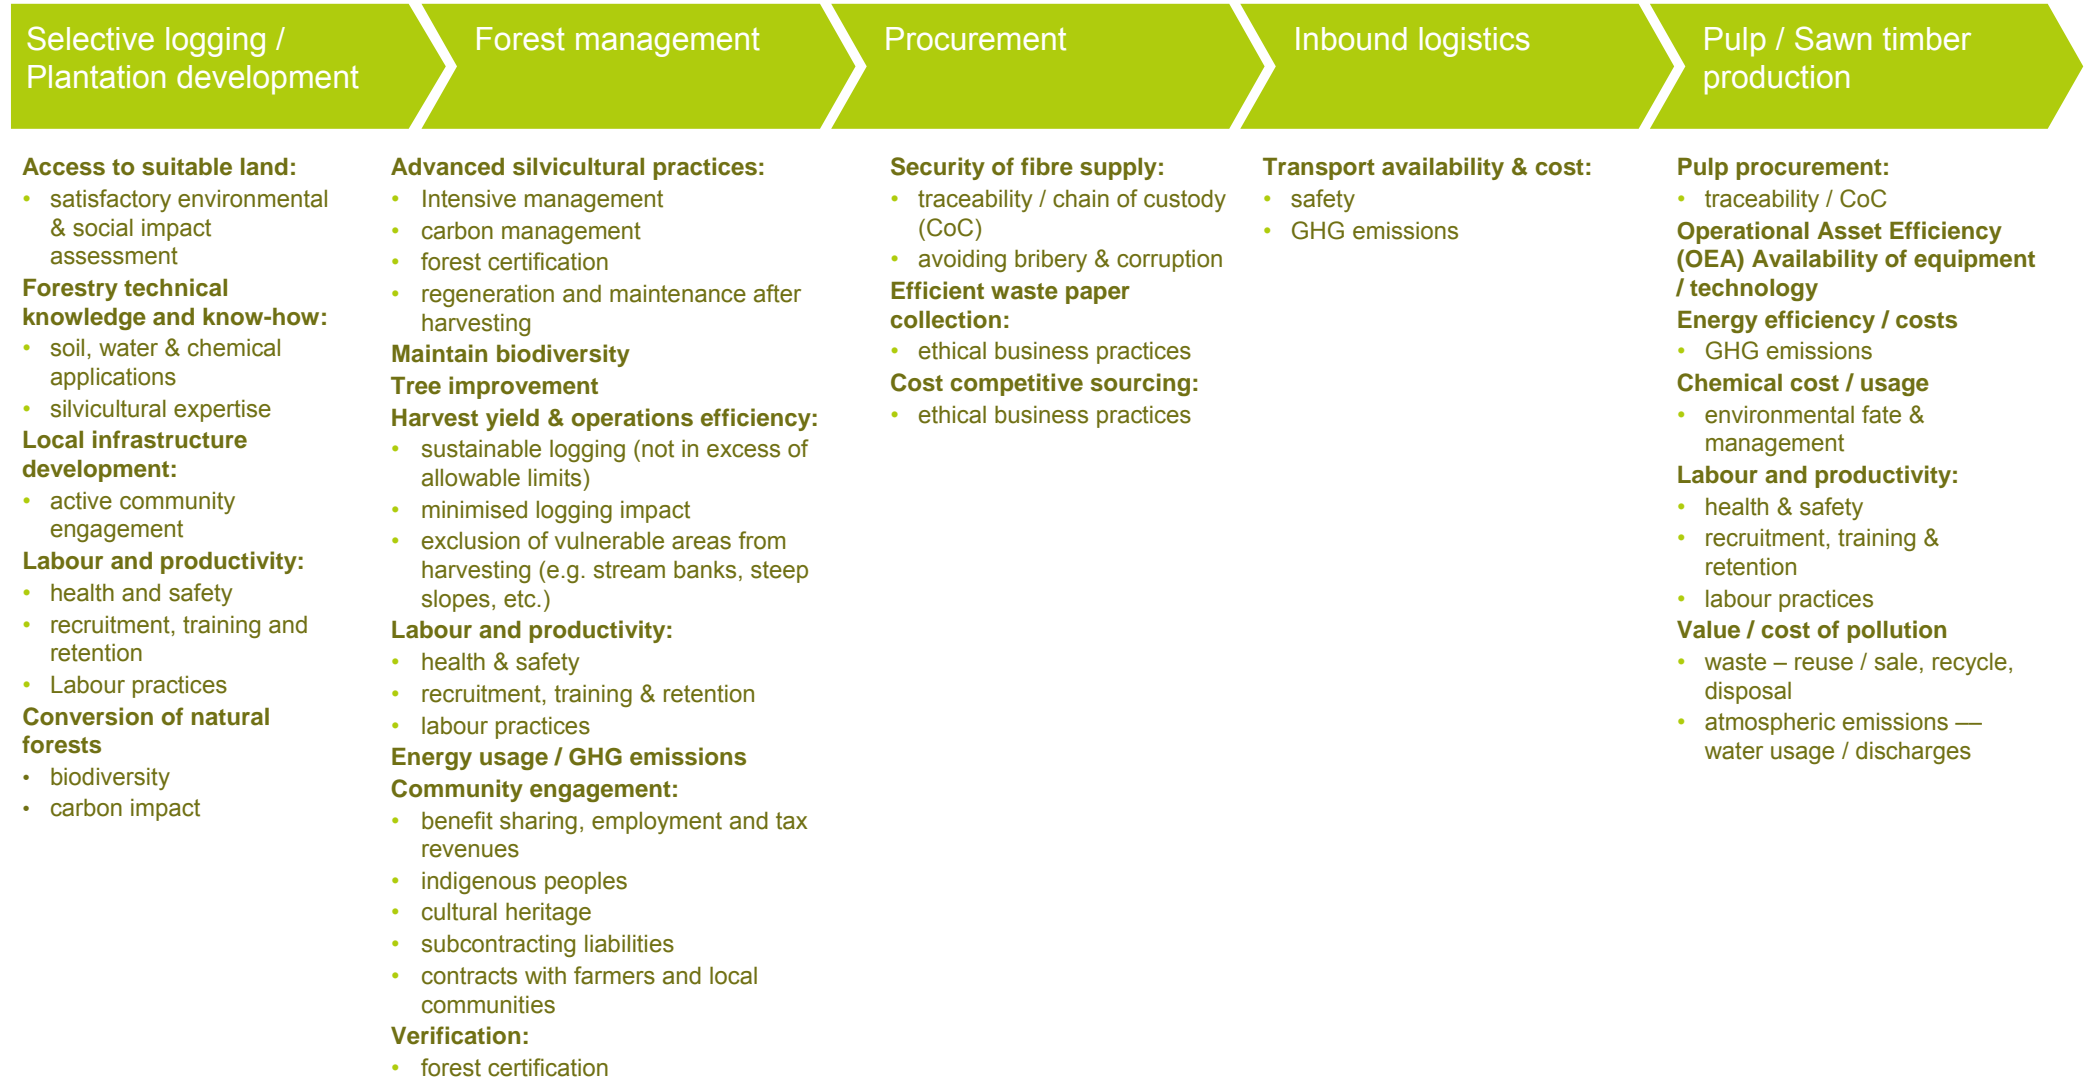 Selective logging /
Plantation development
Forest management
Procurement
Inbound logistics
Pulp / Sawn timber
production
Access to suitable land:
• satisfactory environmental
& social impact
assessment
Forestry technical
knowledge and know-how:
• soil, water & chemical
applications
• silvicultural expertise
Local infrastructure
development:
• active community
engagement
Labour and productivity:
• health and safety
• recruitment, training and
retention
• Labour practices
Conversion of natural
forests
• biodiversity
• carbon impact
Advanced silvicultural practices:
• Intensive management
• carbon management
• forest certification
• regeneration and maintenance after
harvesting
Maintain biodiversity
Tree improvement
Harvest yield & operations efficiency:
• sustainable logging (not in excess of
allowable limits)
• minimised logging impact
• exclusion of vulnerable areas from
harvesting (e.g. stream banks, steep
slopes, etc.)
Labour and productivity:
• health & safety
• recruitment, training & retention
• labour practices
Energy usage / GHG emissions
Community engagement:
• benefit sharing, employment and tax
revenues
• indigenous peoples
• cultural heritage
• subcontracting liabilities
• contracts with farmers and local
communities
Verification:
• forest certification
Security of fibre supply:
• traceability / chain of custody
(CoC)
• avoiding bribery & corruption
Efficient waste paper
collection:
• ethical business practices
Cost competitive sourcing:
• ethical business practices
Transport availability & cost:
• safety
• GHG emissions
Pulp procurement:
• traceability / CoC
Operational Asset Efficiency
(OEA) Availability of equipment
/ technology
Energy efficiency / costs
• GHG emissions
Chemical cost / usage
• environmental fate &
management
Labour and productivity:
• health & safety
• recruitment, training &
retention
• labour practices
Value / cost of pollution
• waste – reuse / sale, recycle,
disposal
• atmospheric emissions —
water usage / discharges